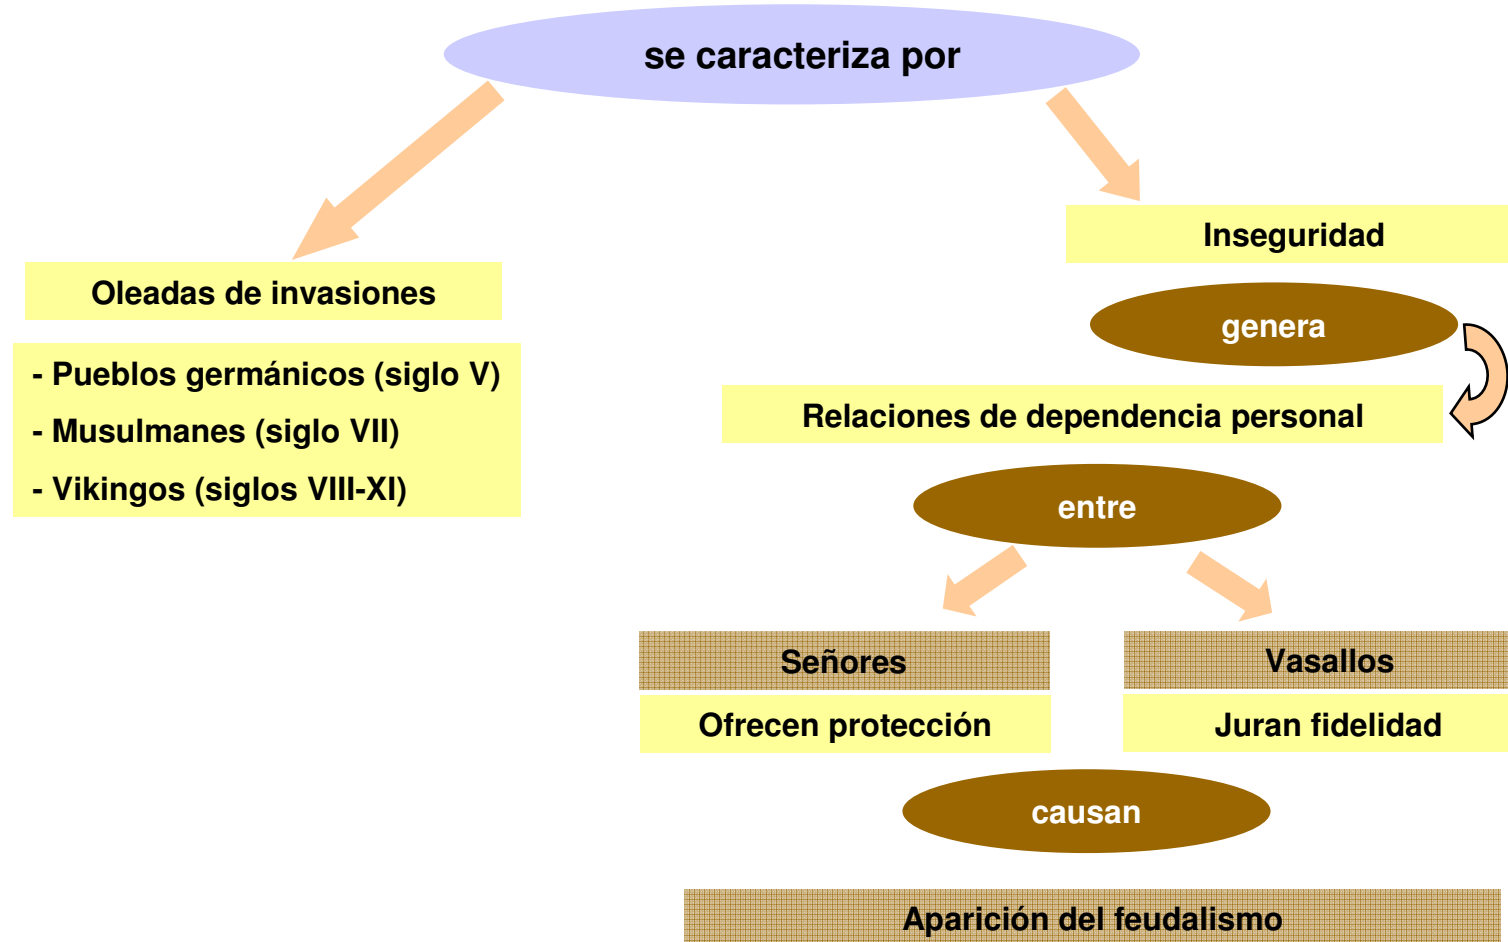 se caracteriza por
Oleadas de invasiones
- Pueblos germánicos (siglo V)
- Musulmanes (siglo VII)
- Vikingos (siglos VIII-XI)
Inseguridad
genera
Relaciones de dependencia personal
entre
Señores
Ofrecen protección
Vasallos
Juran fidelidad
causan
Aparición del feudalismo